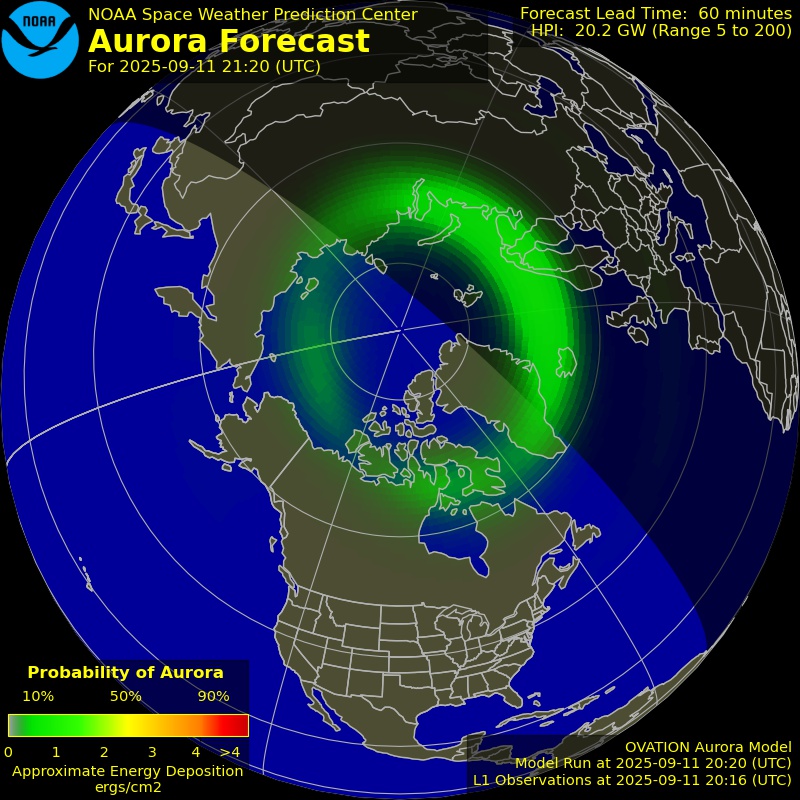 NOAA
NOAA Space Weather Prediction Center
Aurora Forecast
For 2025-09-11 21:20 (UTC)
Forecast Lead Time: 60 minutes
HPI: 20.2 GW (Range 5 to 200)
Probability of Aurora
10% 50% 90%
0 1 2 3 4 >4
Approximate Energy Deposition
ergs/cm2
OVATION Aurora Model
Model Run at 2025-09-11 20:20 (UTC)
L1 Observations at 2025-09-11 20:16 (UTC)